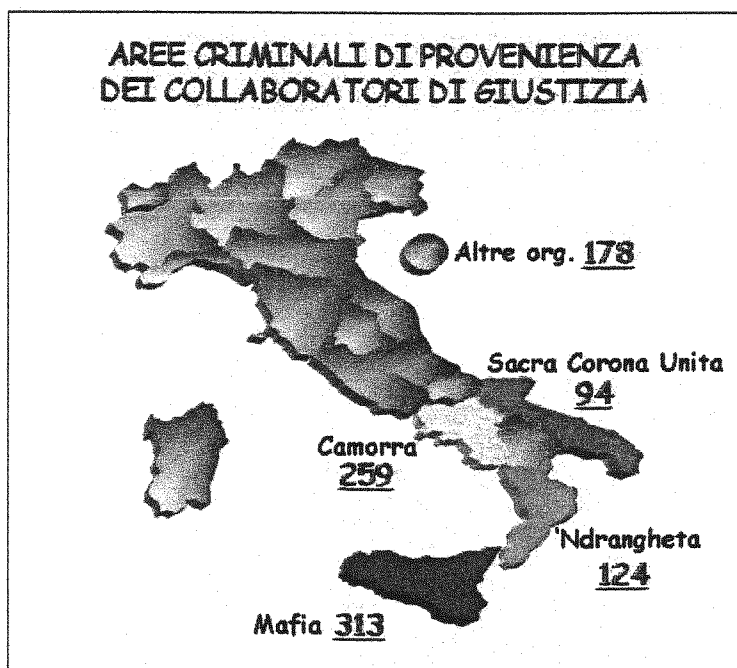 AREE CRIMINALI DI PROVENIENZA
DEI COLLABORATORI DI GIUSTIZIA
Altre org. 178
Sacra Corona Unita
94
Camorra
259
'Ndrangheta
124
Mafia 313